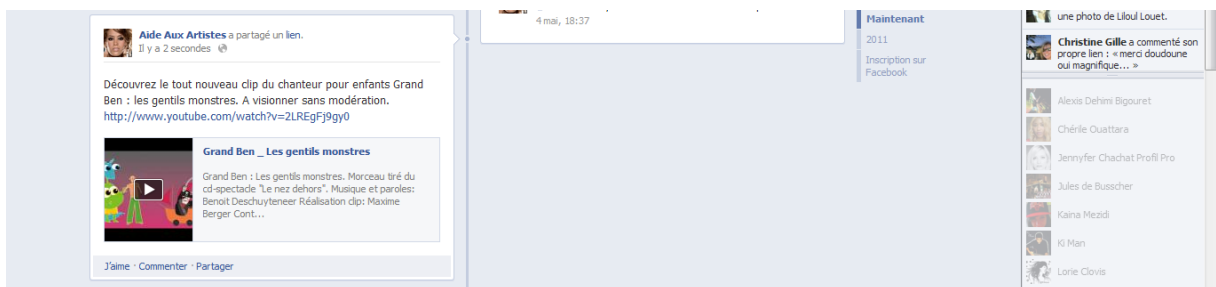 Aide Aux Artistes a partagé un lien.
Il y a 2 secondes
Découvrez le tout nouveau clip du chanteur pour enfants Grand
Ben : les gentils monstres. A visionner sans modération.
http://www.youtube.com/watch?v=2LREgFj9gy0
Grand Ben _ Les gentils monstres
Grand Ben : Les gentils monstres. Morceau tiré du
cd-spectacle "Le nez dehors". Musique et paroles:
Benoit Deschuyteneer Réalisation clip: Maxime
Berger Cont...
J'aime · Commenter · Partager
4 mai, 18:37
Maintenant
2011
Inscription sur
Facebook
une photo de Liloul Louet.
Christine Gille a commenté son
propre lien : « merci doudoune
oui magnifique... »
Alexis Dehimi Bigouret
Chérile Ouattara
Jennyfer Chachat Profil Pro
Jules de Busscher
Kaina Mezidi
Ki Man
Lorie Clovis